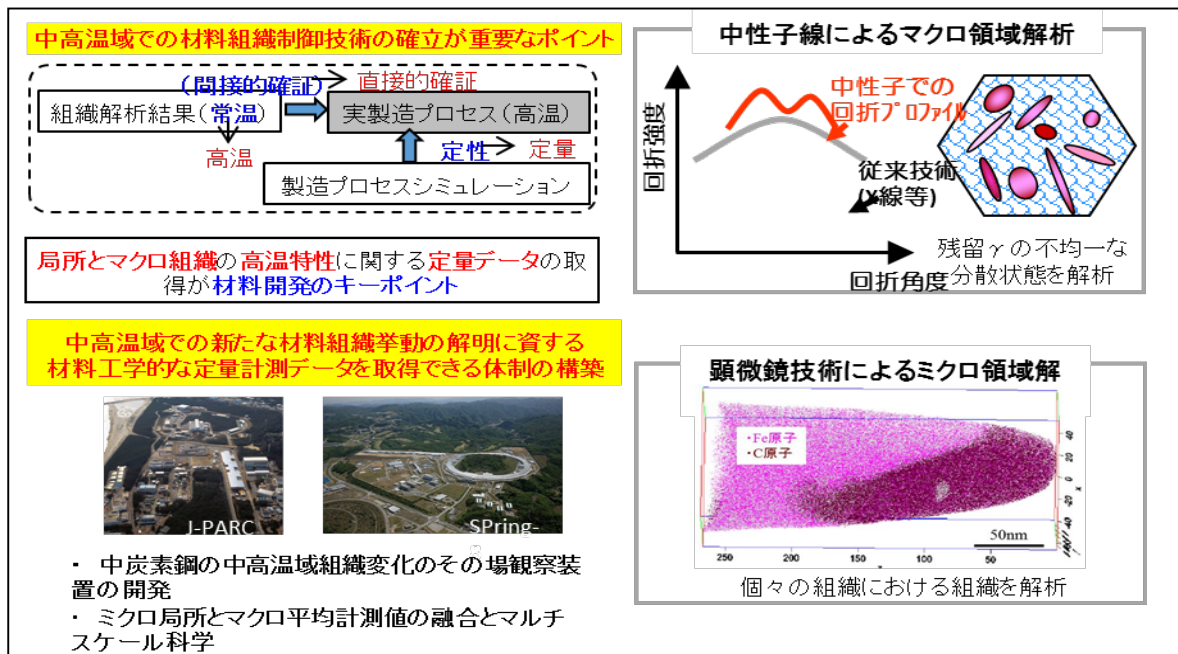 中高温域での材料組織制御技術の確立が重要なポイント
(間接的確証)
直接的確証
組織解析結果(常温)
実製造プロセス(高温)
高温
定性
定量
製造プロセスシミュレーション
局所とマクロ組織の高温特性に関する定量データの取
得が材料開発のキーポイント
中高温域での新たな材料組織挙動の解明に資する
材料工学的な定量計測データを取得できる体制の構築
J-PARC
SPring-
・ 中炭素鋼の中高温域組織変化のその場観察装
置の開発
・ ミクロ局所とマクロ平均計測値の融合とマルチ
スケール科学
中性子線によるマクロ領域解析
中性子での
回折プロファイル
回折強度
従来技術
(X線等)
回折角度
残留γの不均一な
分散状態を解析
顕微鏡技術によるミクロ領域解
・Fe原子
・C原子
40
20
0
-20
-40
50nm
250
200
150
100
50
x
個々の組織における組織を解析